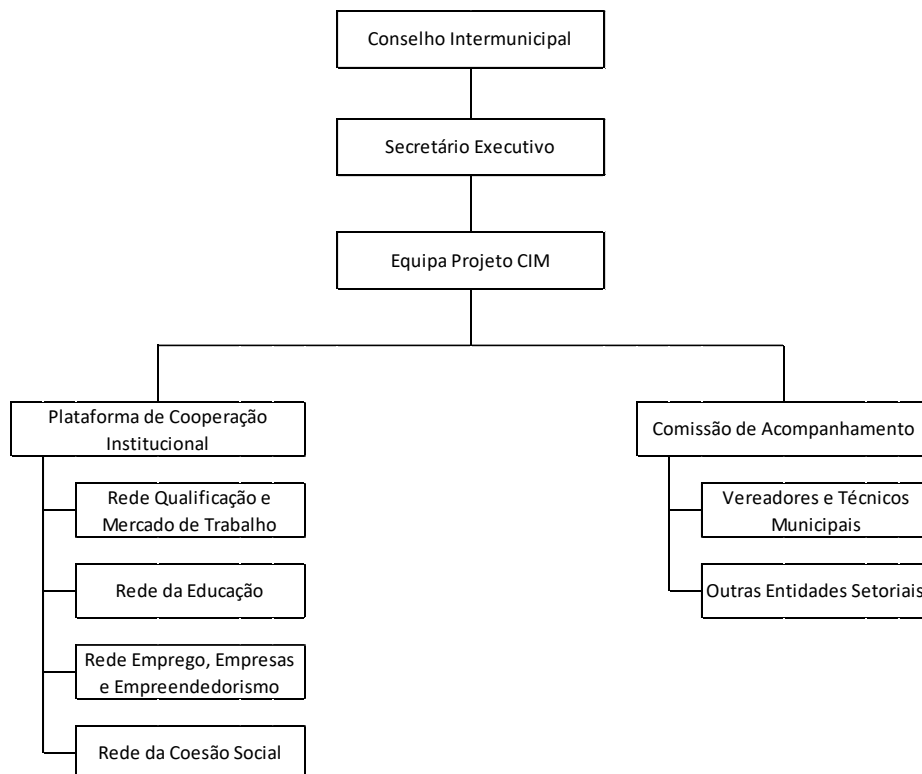 Conselho Intermunicipal
Secretário Executivo
Equipa Projeto CIM
Plataforma de Cooperação
Institucional
Rede Qualificação e
Mercado de Trabalho
Rede da Educação
Rede Emprego, Empresas
e Empreendedorismo
Rede da Coesão Social
Comissão de Acompanhamento
Vereadores e Técnicos
Municipais
Outras Entidades Setoriais